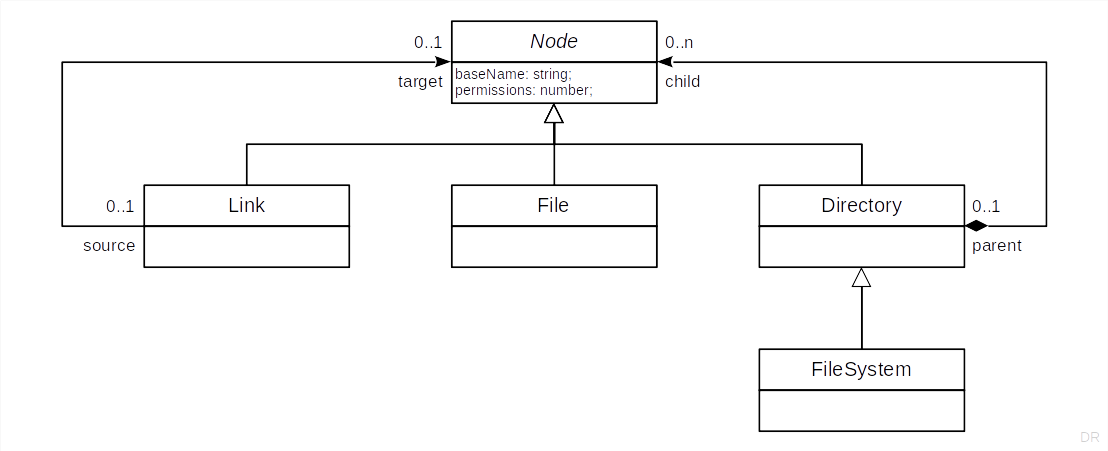 0..1
Node
0..n
target
baseName: string;
permissions: number;
child
0..1
Link
File
Directory
0..1
source
parent
FileSystem
DR